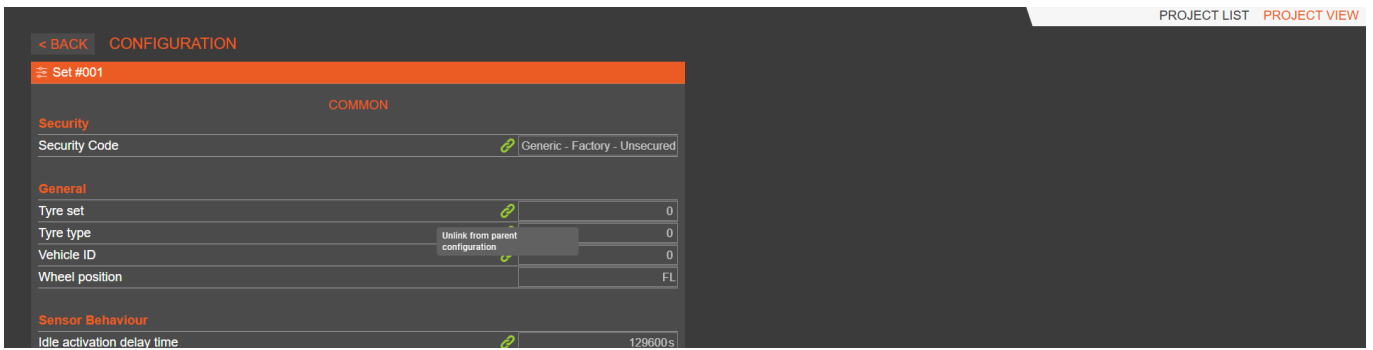 PROJECT LIST PROJECT VIEW
< BACK CONFIGURATION
Set #001
COMMON
Security
Security Code Generic - Factory - Unsecured
General
Tyre set 0
Tyre type 0
Unlink from parent
configuration
Vehicle ID 0
Wheel position FL
Sensor Behaviour
Idle activation delay time 129600s